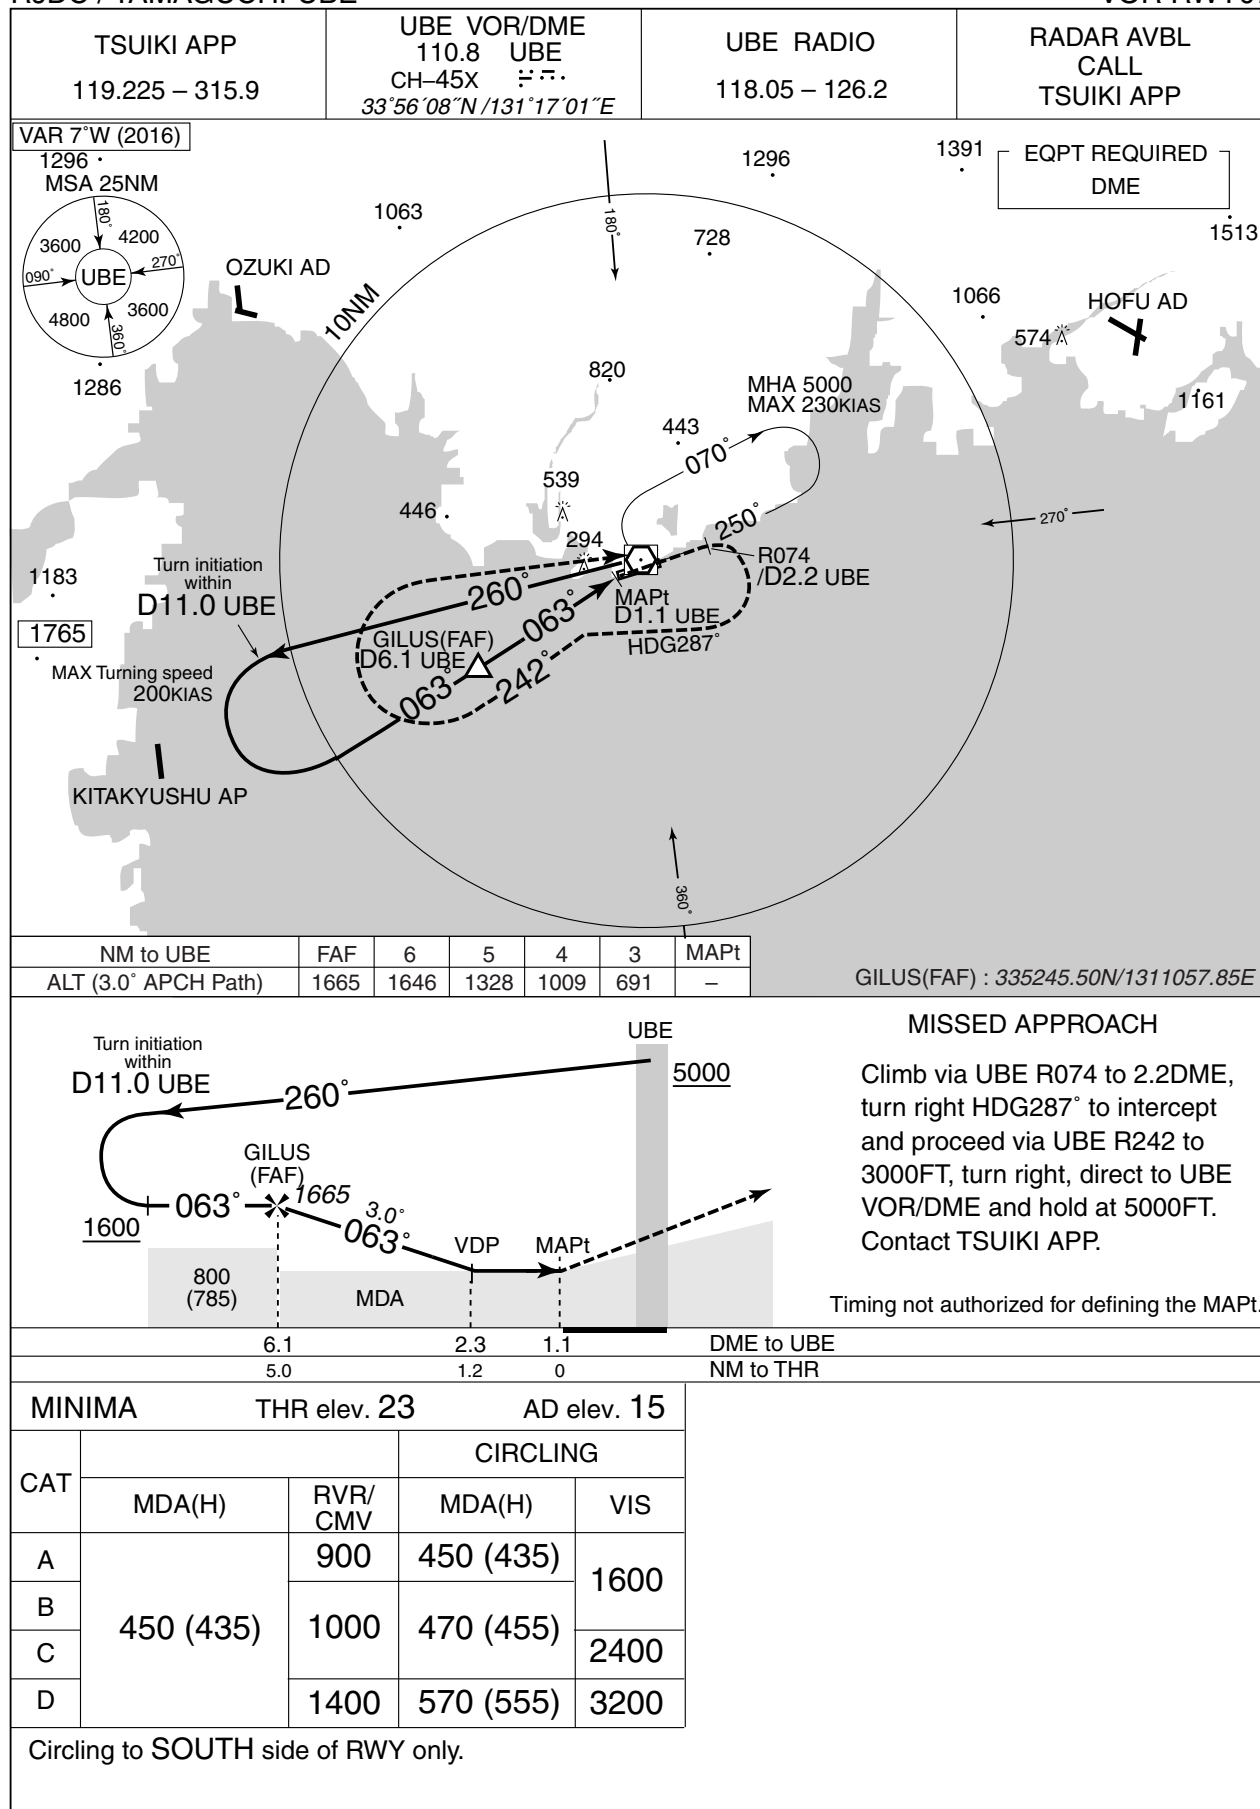 TSUIKI APP
119.225 – 315.9
UBE VOR/DME
110.8 UBE
CH–45X
33°56´08˝N /131°17´01˝E
UBE RADIO
118.05 – 126.2
RADAR AVBL
CALL
TSUIKI APP
VAR 7°W (2016)
1296
MSA 25NM
180°
3600
4200
090°
UBE
270°
4800
3600
360°
1286
OZUKI AD
1063
10NM
180°
1296
728
1391
EQPT REQUIRED
DME
1513
1066
HOFU AD
574
1161
820
MHA 5000
MAX 230KIAS
443
070°
539
446
294
250°
270°
R074
/D2.2 UBE
1183
Turn initiation
within
D11.0 UBE
260°
063°
MAPt
D1.1 UBE
1765
GILUS(FAF)
D6.1 UBE
HDG287°
MAX Turning speed
200KIAS
063°
242°
KITAKYUSHU AP
360°
NM to UBE FAF 6 5 4 3 MAPt
ALT (3.0° APCH Path) 1665 1646 1328 1009 691 –
GILUS(FAF) : 335245.50N/1311057.85E
UBE
Turn initiation
within
D11.0 UBE
260°
5000
GILUS
(FAF)
1665
063°
3.0°
063°
1600
VDP
MAPt
800
(785)
MDA
MISSED APPROACH
Climb via UBE R074 to 2.2DME,
turn right HDG287° to intercept
and proceed via UBE R242 to
3000FT, turn right, direct to UBE
VOR/DME and hold at 5000FT.
Contact TSUIKI APP.
Timing not authorized for defining the MAPt.
6.1 2.3 1.1 DME to UBE
5.0 1.2 0 NM to THR
MINIMA THR elev. 23 AD elev. 15
CAT
CIRCLING
MDA(H) RVR/
CMV MDA(H) VIS
A 900 450 (435) 1600
B 450 (435) 1000 470 (455)
C 2400
D 1400 570 (555) 3200
Circling to SOUTH side of RWY only.